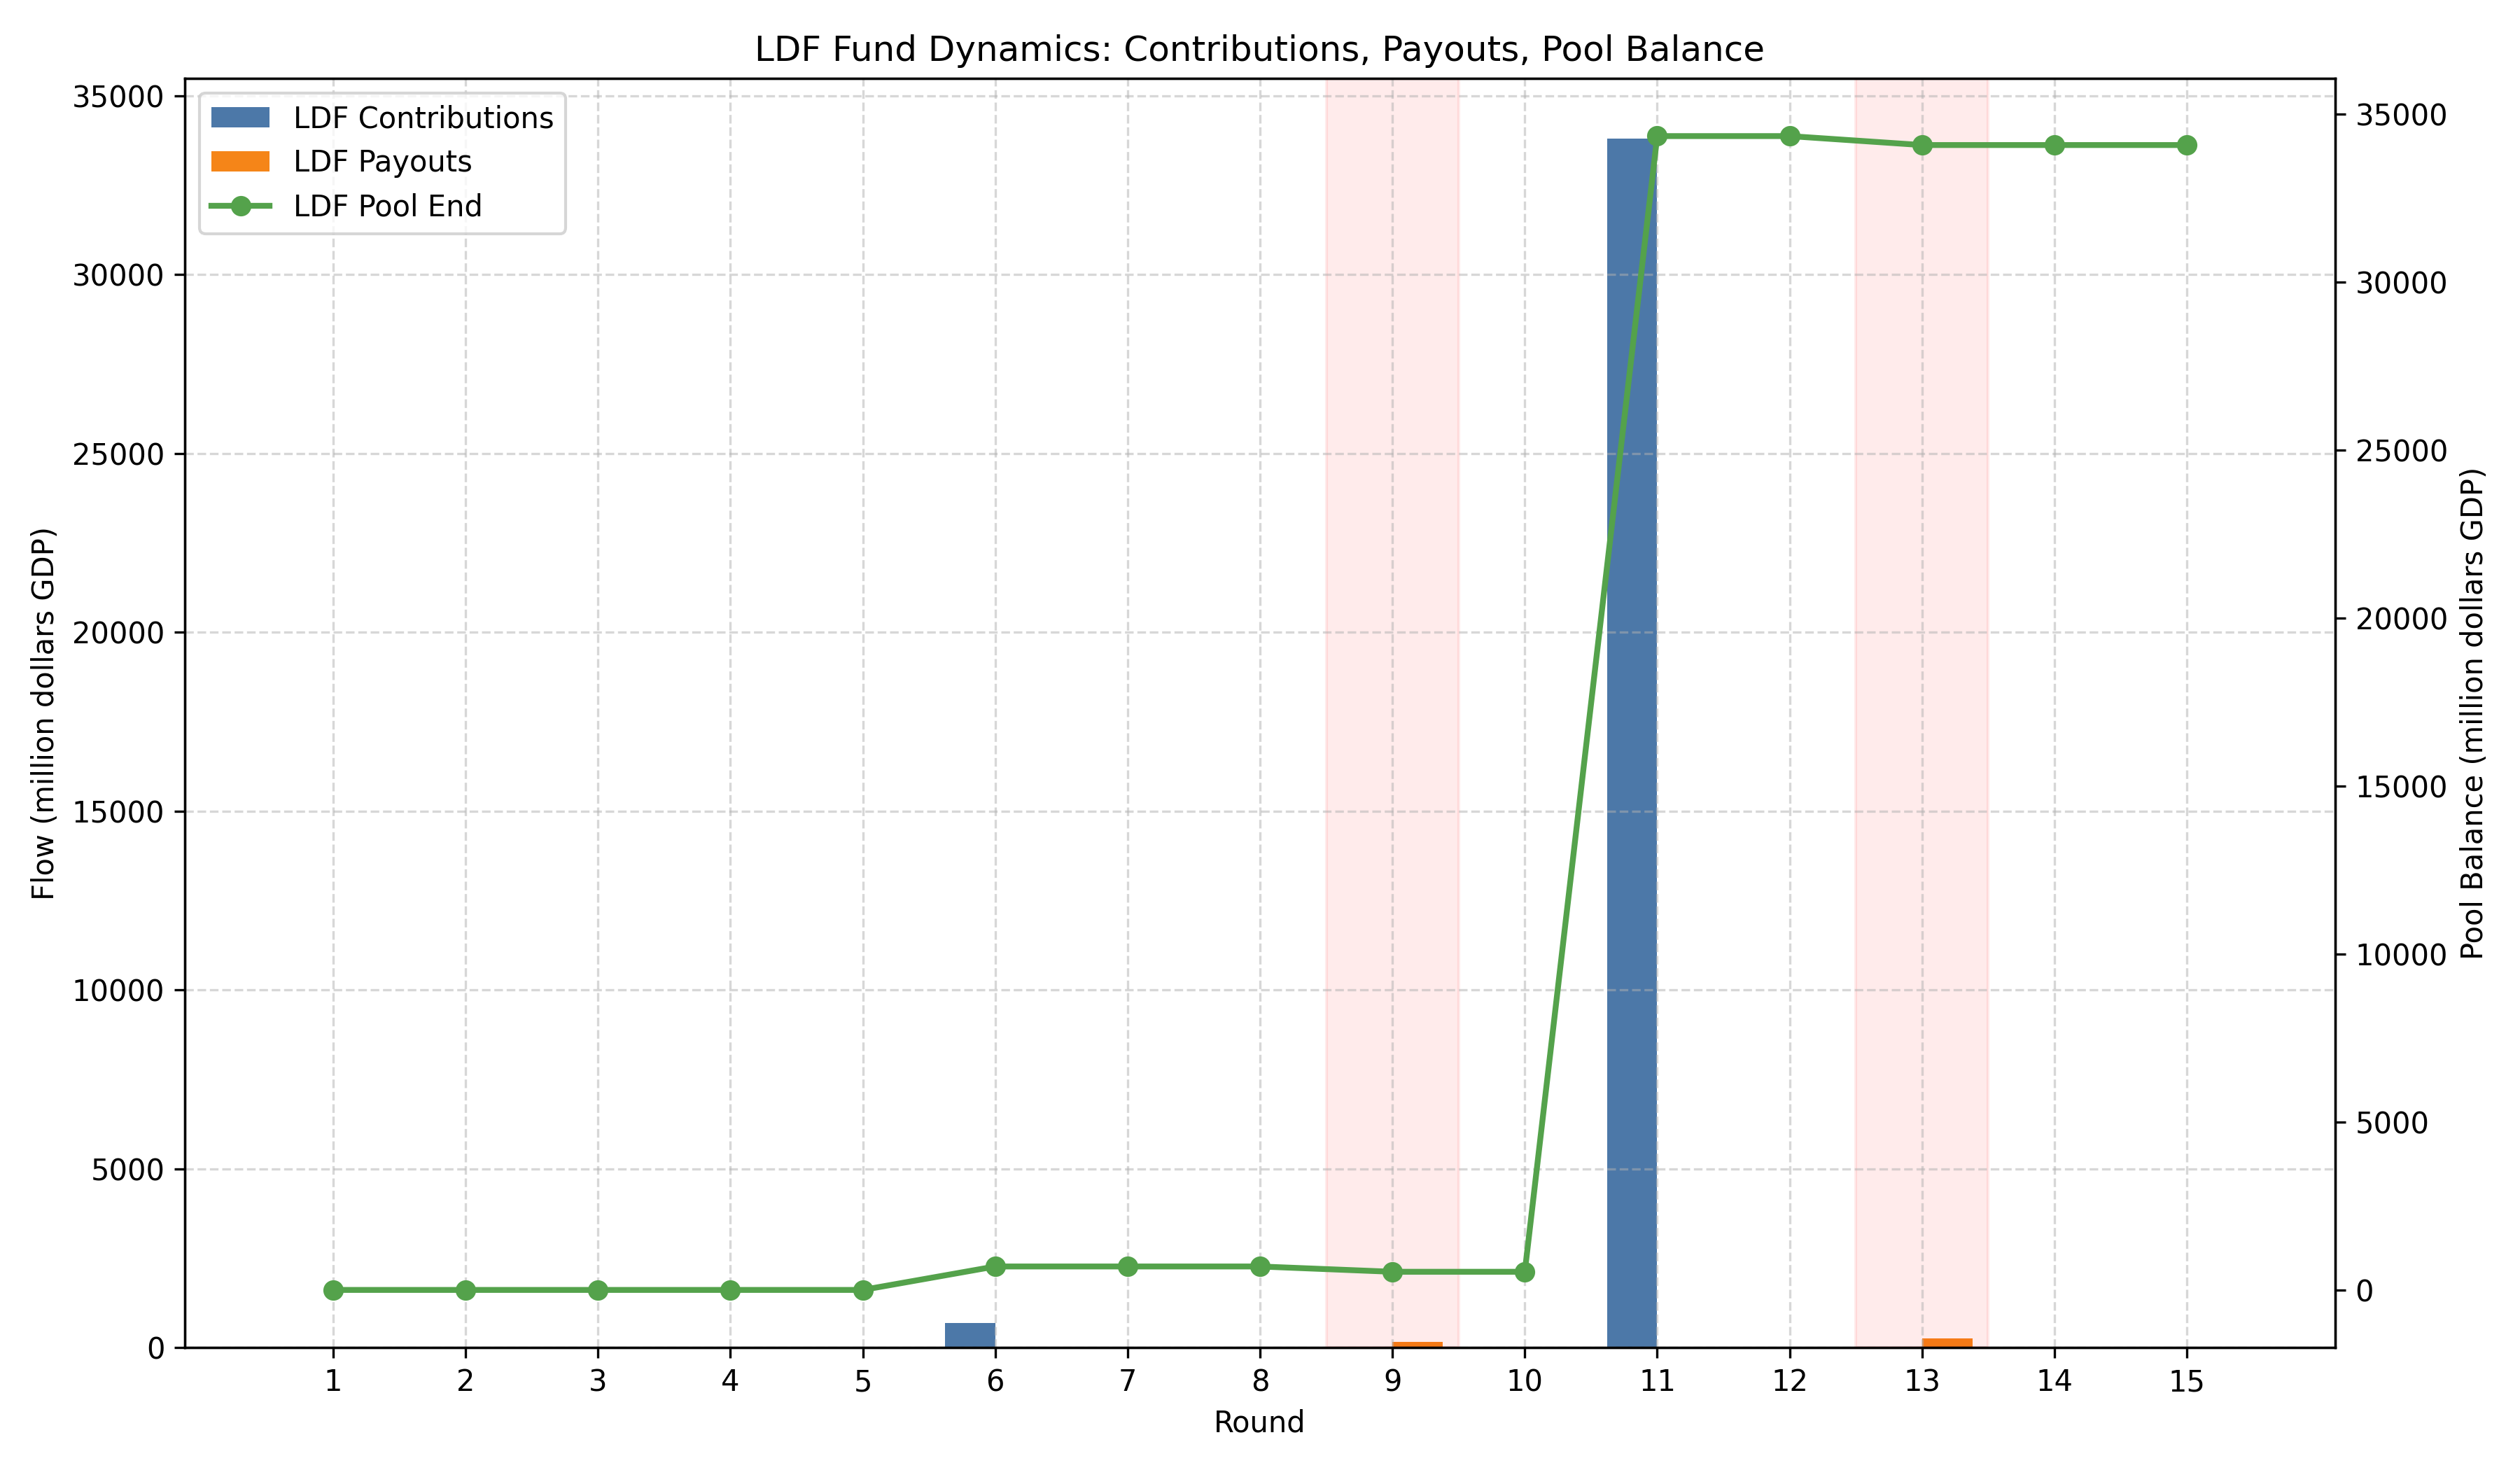 LDF Fund Dynamics: Contributions, Payouts, Pool Balance
LDF Contributions
LDF Payouts
LDF Pool End
Flow (million dollars GDP)
35000
30000
25000
20000
15000
10000
5000
0
35000
30000
25000
20000
15000
10000
5000
0
Pool Balance (million dollars GDP)
1 2 3 4 5 6 7 8 9 10 11 12 13 14 15
Round